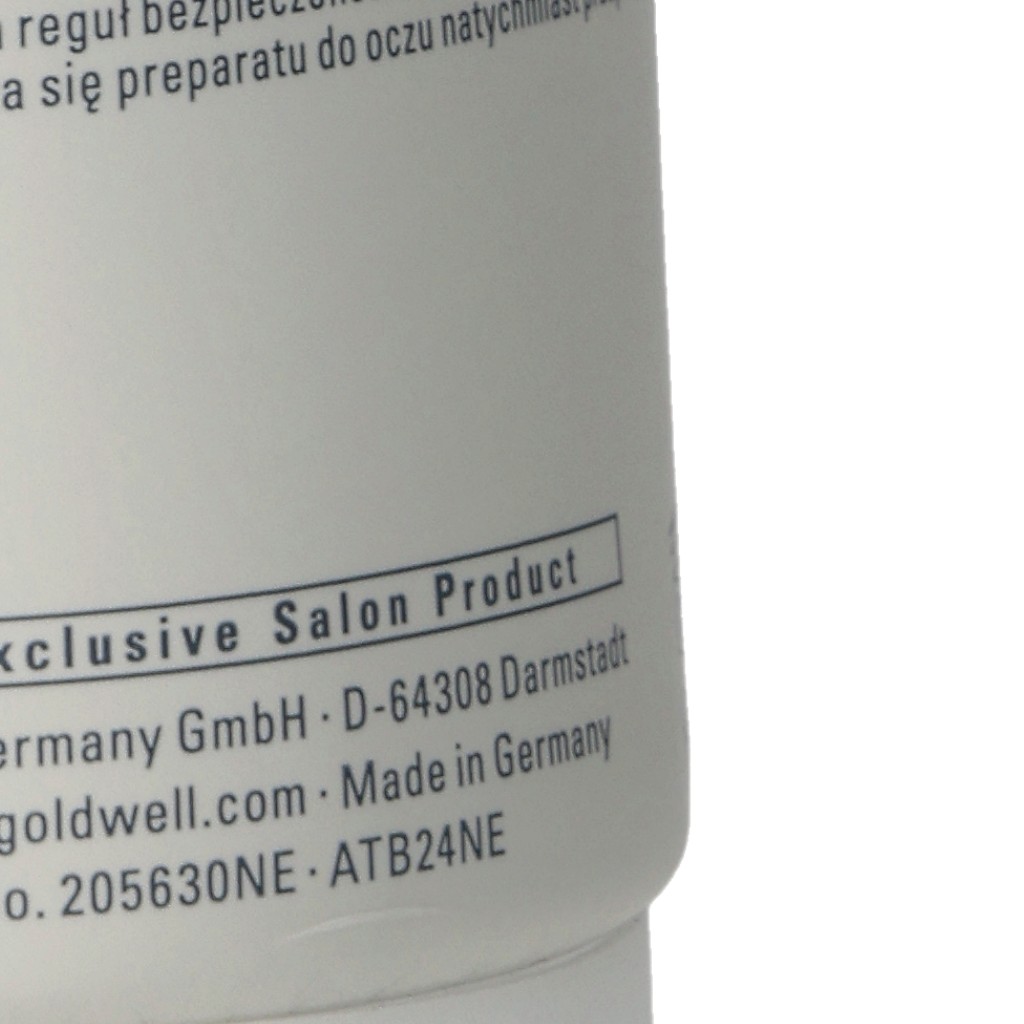 reguł
a się preparatu do oczu natychmiast
xclusive Salon Product
ermany GmbH · D-64308 Darmstadt
goldwell.com · Made in Germany
o. 205630NE · ATB24NE